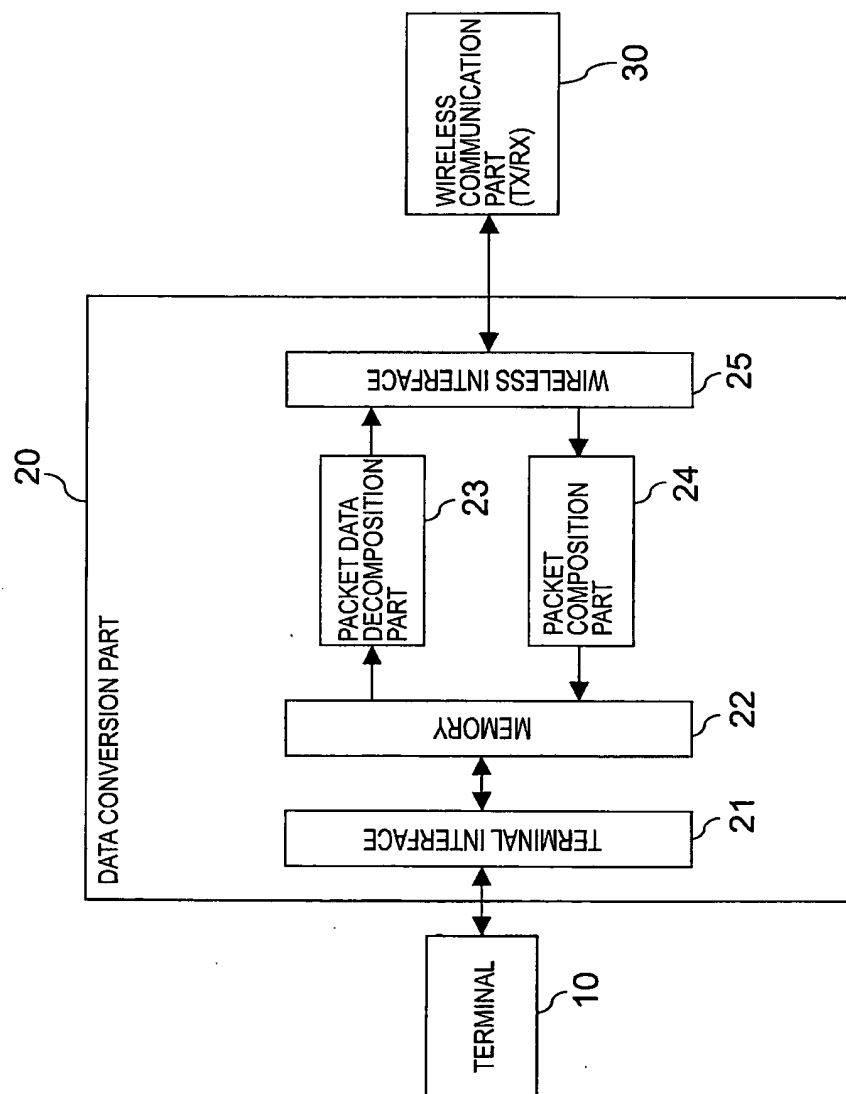 20
DATA CONVERSION PART
TERMINAL
10
TERMINAL INTERFACE
21
MEMORY
22
PACKET DATA
DECOMPOSITION
PART
23
PACKET
COMPOSITION
PART
24
WIRELESS INTERFACE
25
WIRELESS
COMMUNICATION
PART
(TX/RX)
30